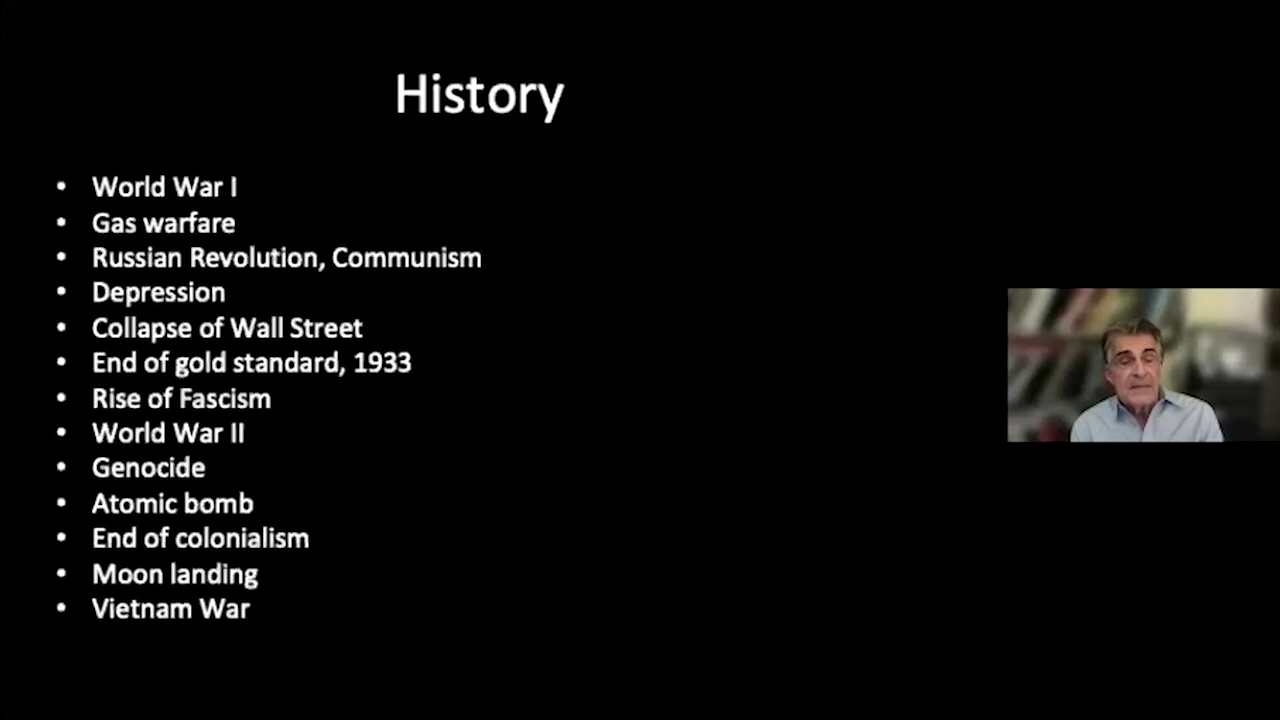 History
• World War I
• Gas warfare
• Russian Revolution, Communism
• Depression
• Collapse of Wall Street
• End of gold standard, 1933
• Rise of Fascism
• World War II
• Genocide
• Atomic bomb
• End of colonialism
• Moon landing
• Vietnam War